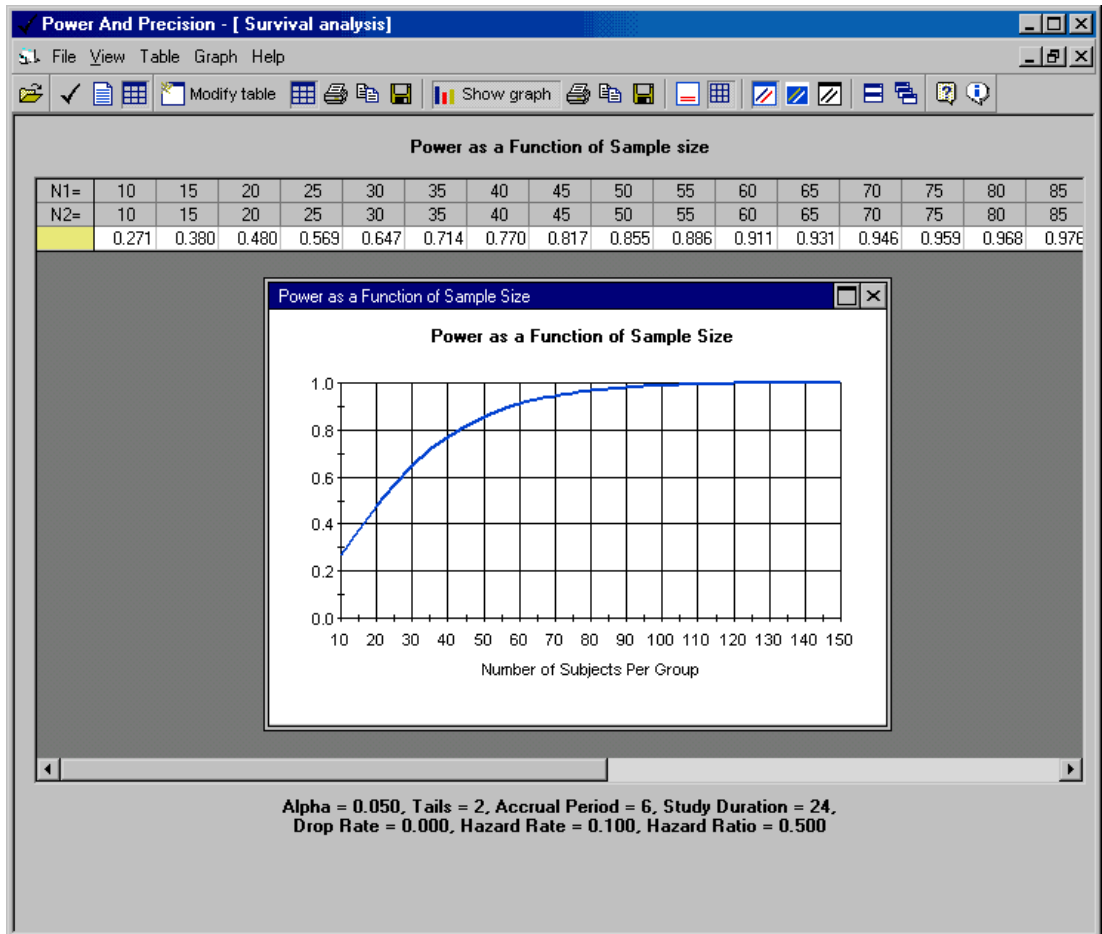 Power And Precision - [ Survival analysis]
File View Table Graph Help
Modify table Show graph
Power as a Function of Sample size
N1= 10 15 20 25 30 35 40 45 50 55 60 65 70 75 80 85
N2= 10 15 20 25 30 35 40 45 50 55 60 65 70 75 80 85
0.271 0.380 0.480 0.569 0.647 0.714 0.770 0.817 0.855 0.886 0.911 0.931 0.946 0.959 0.968 0.976
Power as a Function of Sample Size
Power as a Function of Sample Size
1.0
0.8
0.6
0.4
0.2
0.0
10 20 30 40 50 60 70 80 90 100 110 120 130 140 150
Number of Subjects Per Group
Alpha = 0.050, Tails = 2, Accrual Period = 6, Study Duration = 24,
Drop Rate = 0.000, Hazard Rate = 0.100, Hazard Ratio = 0.500